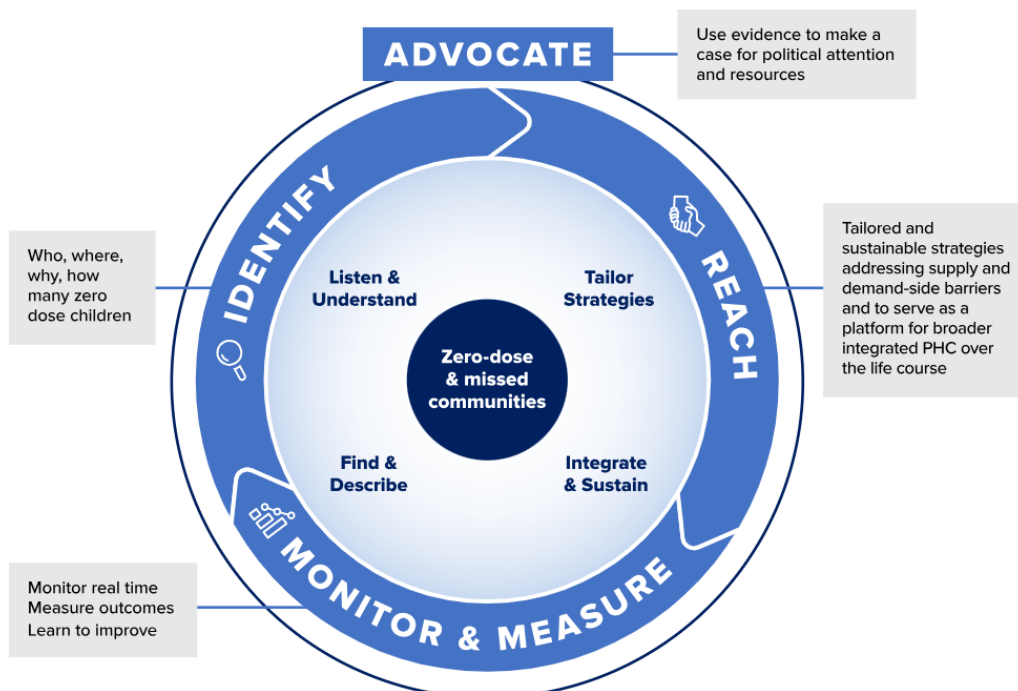 ADVOCATE
Use evidence to make a
case for political attention
and resources
IDENTIFY
Who, where,
why, how
many zero
dose children
REACH
Tailored and
sustainable strategies
addressing supply and
demand-side barriers
and to serve as a
platform for broader
integrated PHC over
the life course
Listen &
Understand
Tailor
Strategies
Zero-dose
& missed
communities
Find &
Describe
Integrate
& Sustain
MONITOR & MEASURE
Monitor real time
Measure outcomes
Learn to improve